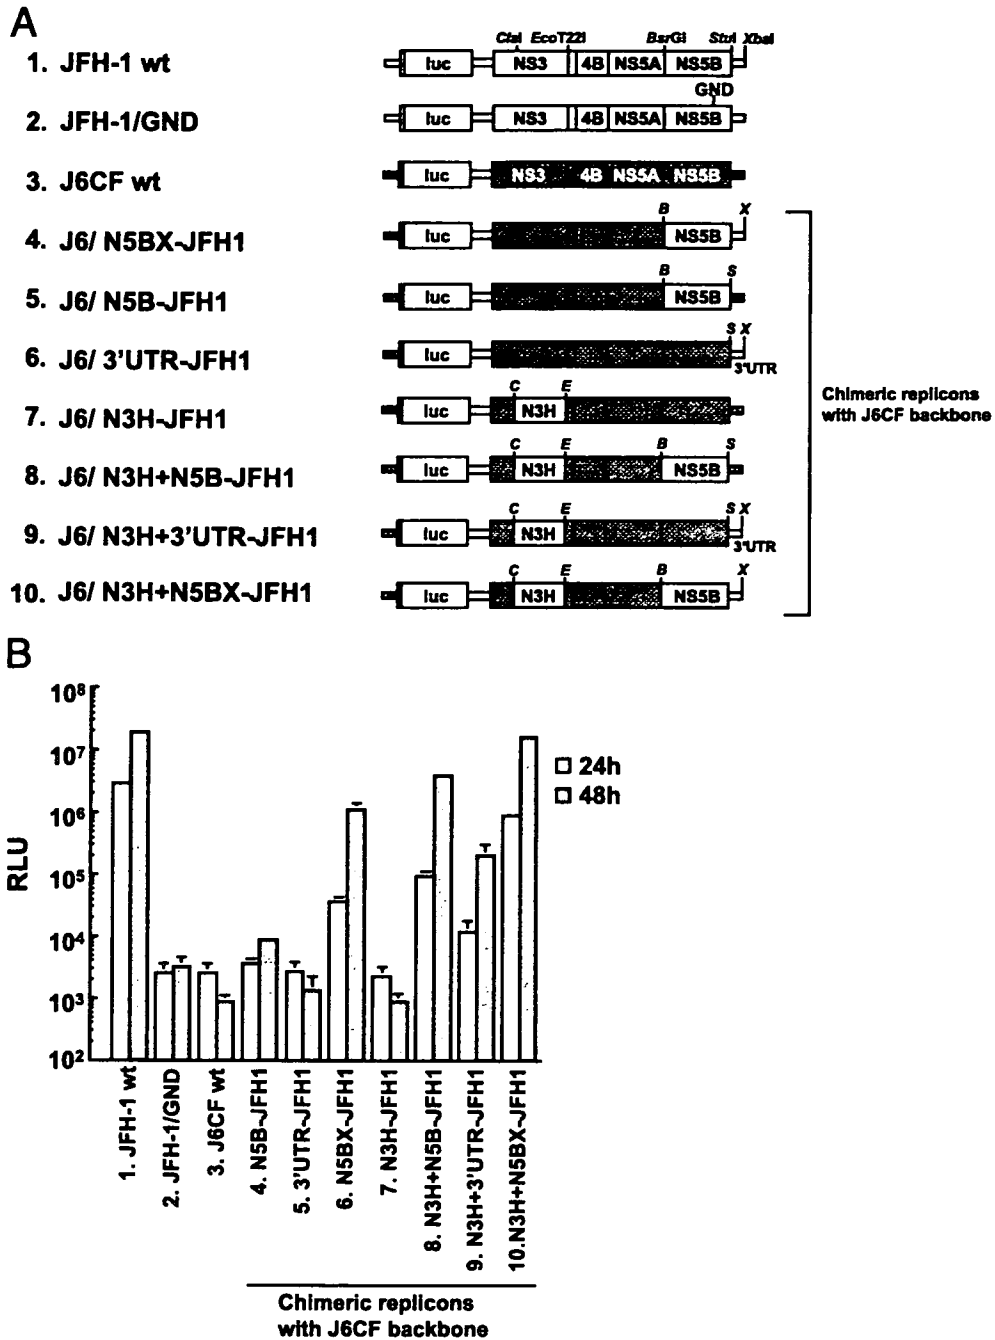 A
ClaI EcoT22I BsrGI StuI XbaI
1. JFH-1 wt luc NS3 4B NS5A NS5B
GND
2. JFH-1/GND luc NS3 4B NS5A NS5B
3. J6CF wt luc NS3 4B NS5A NS5B
B X
4. J6/ N5BX-JFH1 luc NS5B
B S
5. J6/ N5B-JFH1 luc NS5B
S X
6. J6/ 3'UTR-JFH1 luc
3'UTR
C E
7. J6/ N3H-JFH1 luc N3H
C E B S
8. J6/ N3H+N5B-JFH1 luc N3H NS5B
C E S X
9. J6/ N3H+3'UTR-JFH1 luc N3H
3'UTR
C E B X
10. J6/ N3H+N5BX-JFH1 luc N3H NS5B
Chimeric replicons
with J6CF backbone
B
RLU
10⁸
10⁷
10⁶
10⁵
10⁴
10³
10²
24h
48h
1. JFH-1 wt
2. JFH-1/GND
3. J6CF wt
4. N5B-JFH1
5. 3'UTR-JFH1
6. N5BX-JFH1
7. N3H-JFH1
8. N3H+N5B-JFH1
9. N3H+3'UTR-JFH1
10.N3H+N5BX-JFH1
Chimeric replicons
with J6CF backbone